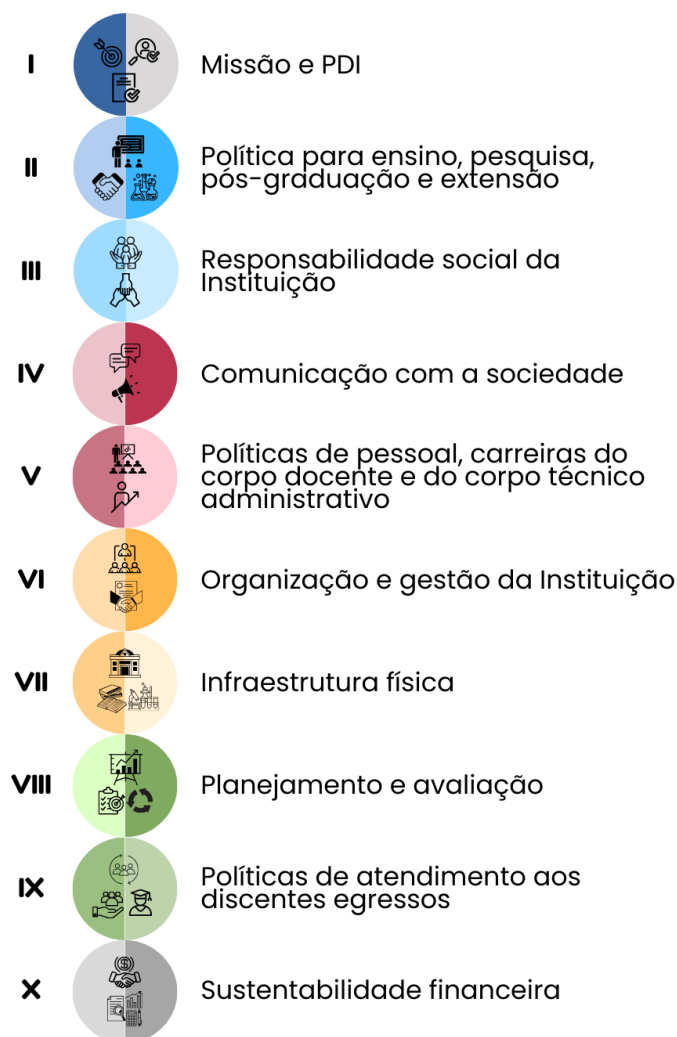 I
Missão e PDI
II
Política para ensino, pesquisa,
pós-graduação e extensão
III
Responsabilidade social da
Instituição
IV
Comunicação com a sociedade
V
Políticas de pessoal, carreiras do
corpo docente e do corpo técnico
administrativo
VI
Organização e gestão da Instituição
VII
Infraestrutura física
VIII
Planejamento e avaliação
IX
Políticas de atendimento aos
discentes egressos
X
Sustentabilidade financeira